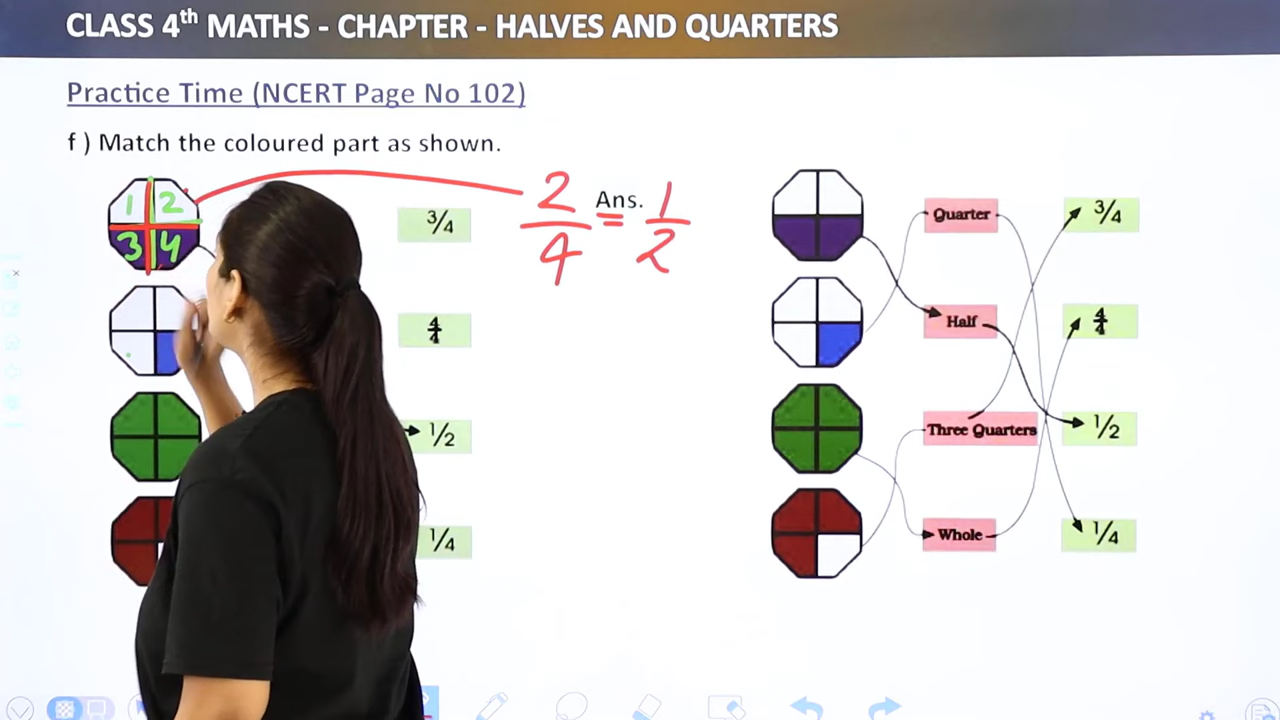 CLASS 4th MATHS - CHAPTER - HALVES AND QUARTERS
Practice Time (NCERT Page No 102)
f ) Match the coloured part as shown.
1 2
3 4
3/4
4/4
1/2
1/4
2/4 = 1/2
Ans.
Quarter
Half
Three Quarters
Whole
3/4
4/4
1/2
1/4